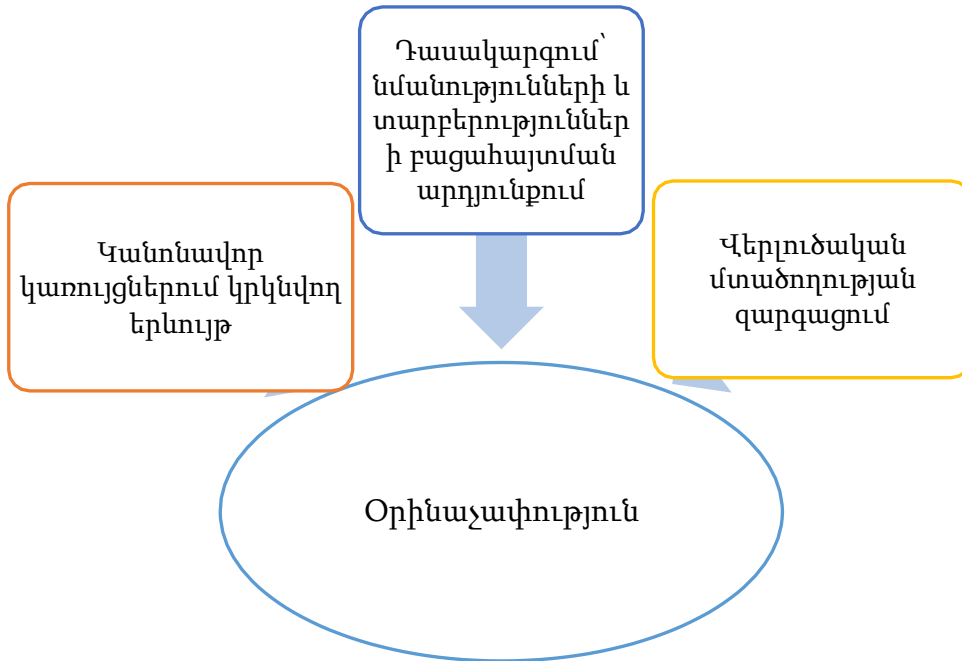 Դասակարգում՝
նմանությունների և
տարբերություններ
ի բացահայտման
արդյունքում
Կանոնավոր
կառույցներում կրկնվող
երևույթ
Վերլուծական
մտածողության
զարգացում
Օրինաչափություն